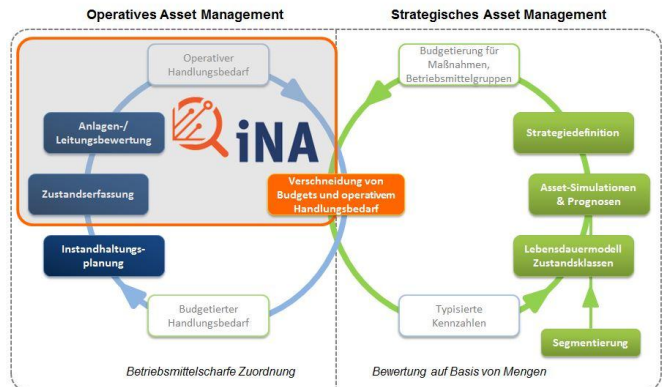 Operatives Asset Management
Strategisches Asset Management
Operativer
Handlungsbedarf
Budgetierung für
Maßnahmen,
Betriebsmittelgruppen
Anlagen-/
Leitungsbewertung
iNA
Strategiedefinition
Zustandserfassung
Verschneidung von
Budgets und operativem
Handlungsbedarf
Asset-Simulationen
& Prognosen
Instandhaltungs-
planung
Lebensdauermodell
Zustandsklassen
Budgetierter
Handlungsbedarf
Typisierte
Kennzahlen
Segmentierung
Betriebsmittelscharfe Zuordnung
Bewertung auf Basis von Mengen